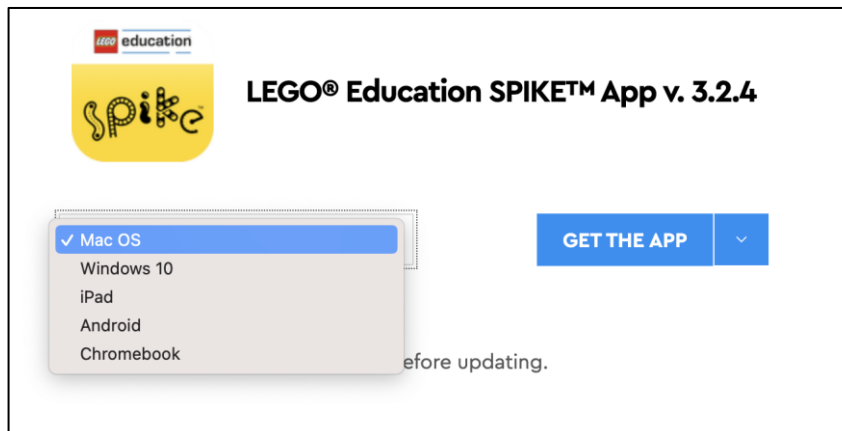 LEGO education
spike™
LEGO® Education SPIKE™ App v. 3.2.4
✓ Mac OS
Windows 10
iPad
Android
Chromebook
GET THE APP
efore updating.